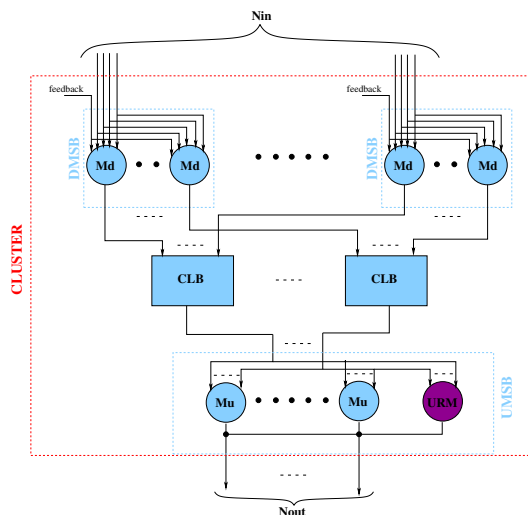 Nin
feedback
feedback
DMSB
Md
Md
DMSB
Md
Md
CLUSTER
CLB
CLB
Mu
Mu
URM
UMSB
Nout